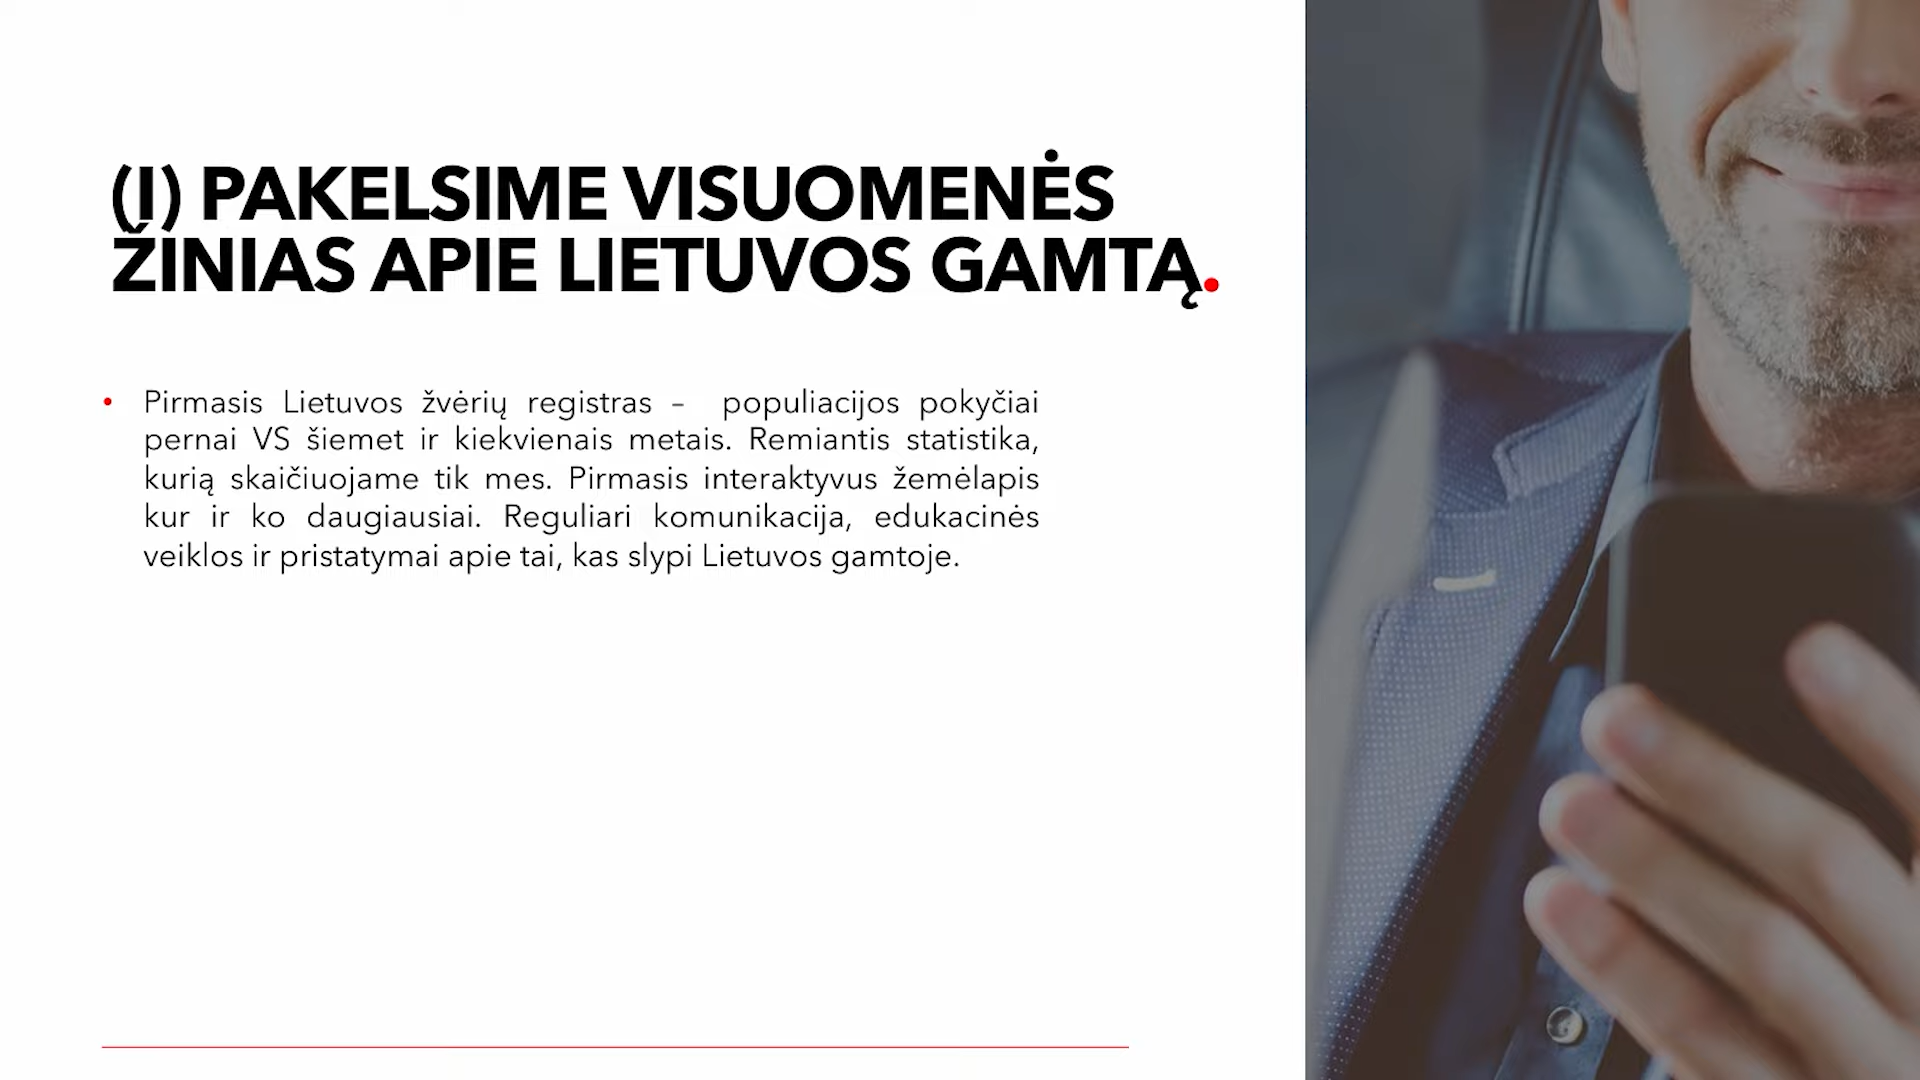 (I) PAKELSIME VISUOMENĖS
ŽINIAS APIE LIETUVOS GAMTĄ.
• Pirmasis Lietuvos žvėrių registras – populiacijos pokyčiai
pernai VS šiemet ir kiekvienais metais. Remiantis statistika,
kurią skaičiuojame tik mes. Pirmasis interaktyvus žemėlapis
kur ir ko daugiausiai. Reguliari komunikacija, edukacinės
veiklos ir pristatymai apie tai, kas slypi Lietuvos gamtoje.